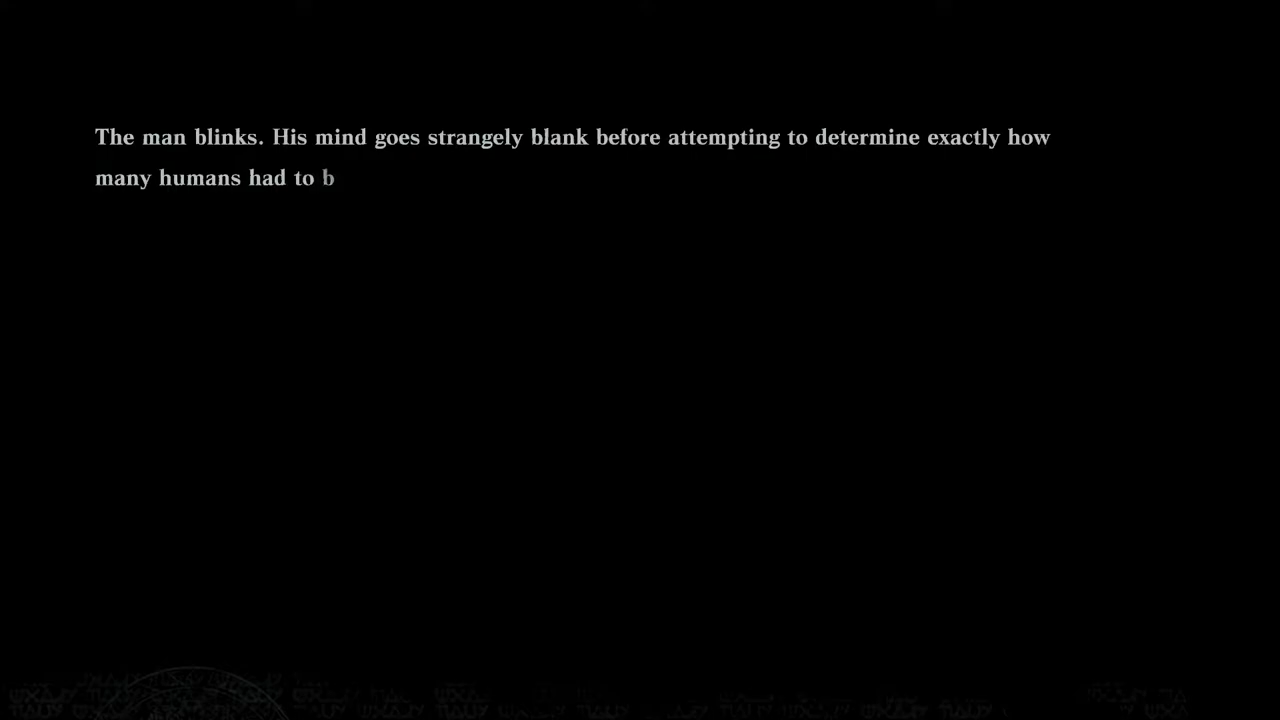 The man blinks. His mind goes strangely blank before attempting to determine exactly how
many humans had to b